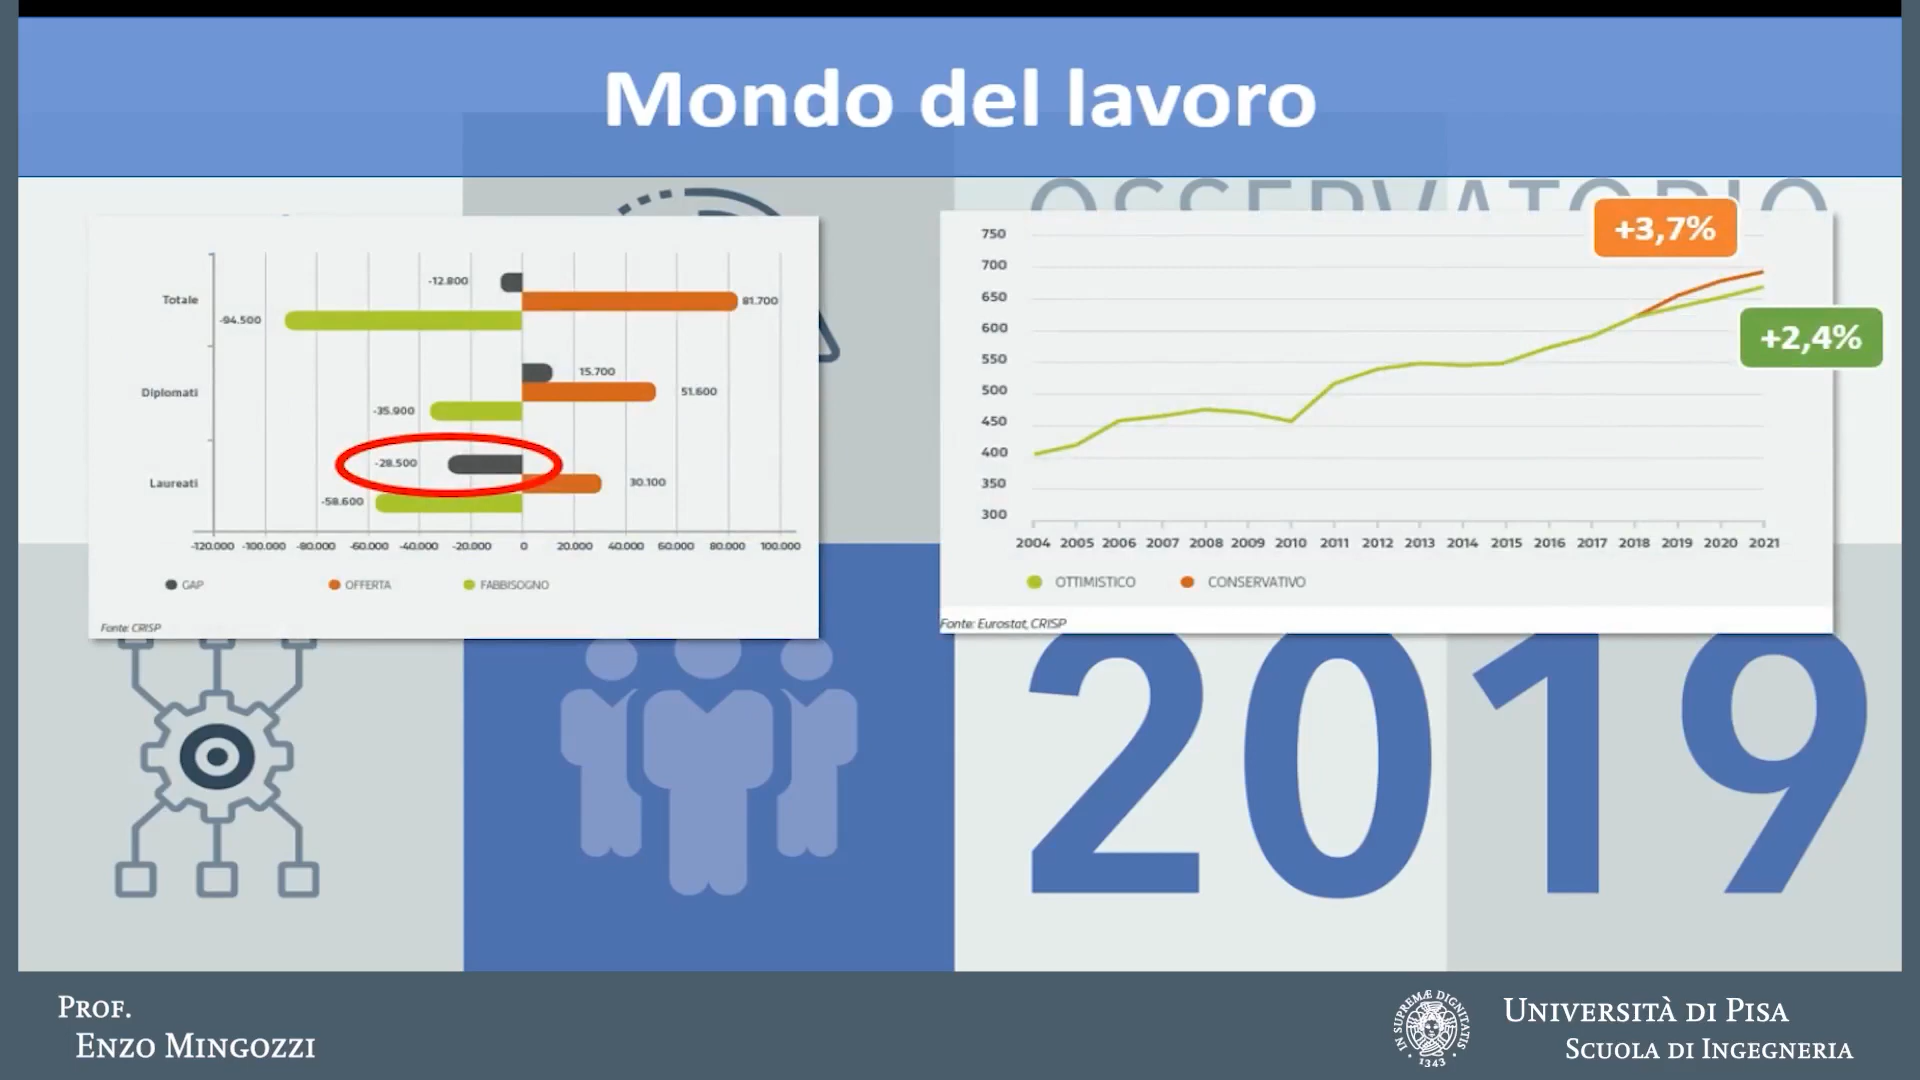 Mondo del lavoro
OSSERVATORIO
-12.800
Totale
81.700
-94.500
15.700
Diplomati
51.600
-35.900
-28.500
Laureati
30.100
-58.600
-120.000 -100.000 -80.000 -60.000 -40.000 -20.000 0 20.000 40.000 60.000 80.000 100.000
GAP OFFERTA FABBISOGNO
Fonte: CRISP
+3,7%
+2,4%
750
700
650
600
550
500
450
400
350
300
2004 2005 2006 2007 2008 2009 2010 2011 2012 2013 2014 2015 2016 2017 2018 2019 2020 2021
OTTIMISTICO CONSERVATIVO
Fonte: Eurostat, CRISP
2019
Prof.
Enzo Mingozzi
IN SUPREMÆ DIGNITATIS
1343
Università di Pisa
Scuola di Ingegneria